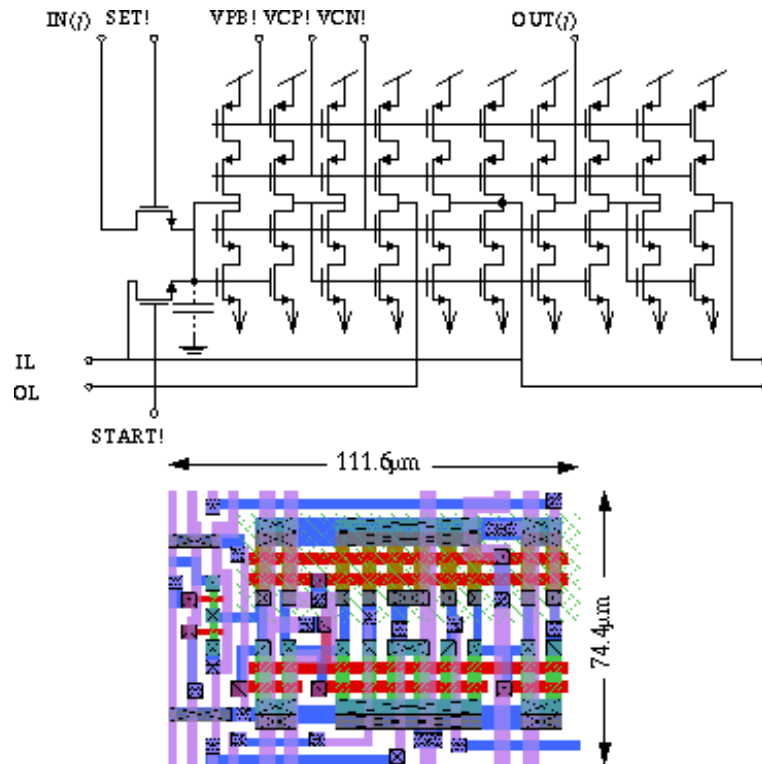 IN(j) SET! VPB! VCP! VCN! OUT(j)
IL
OL
START!
111.6μm
74.4μm